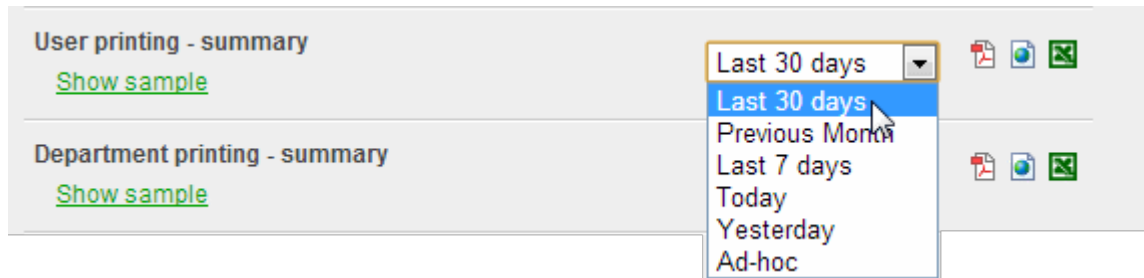 User printing - summary
Show sample
Last 30 days
Last 30 days
Previous Month
Last 7 days
Today
Yesterday
Ad-hoc
Department printing - summary
Show sample